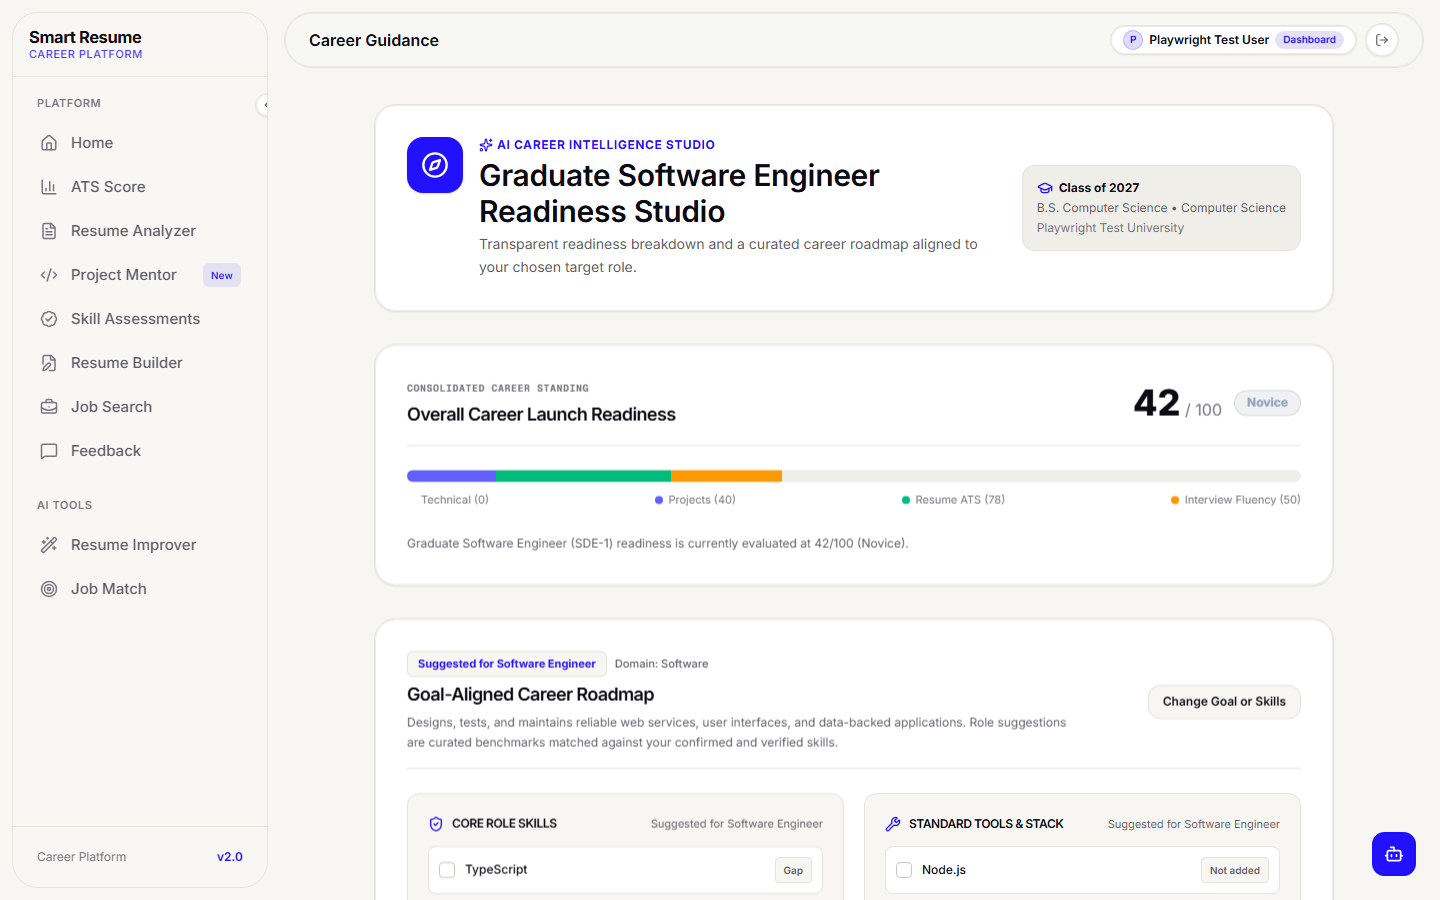 Smart Resume
CAREER PLATFORM
PLATFORM
Home
ATS Score
Resume Analyzer
Project Mentor New
Skill Assessments
Resume Builder
Job Search
Feedback
AI TOOLS
Resume Improver
Job Match
Career Platform v2.0
Career Guidance
P Playwright Test User Dashboard
AI CAREER INTELLIGENCE STUDIO
Graduate Software Engineer
Readiness Studio
Transparent readiness breakdown and a curated career roadmap aligned to
your chosen target role.
Class of 2027
B.S. Computer Science • Computer Science
Playwright Test University
CONSOLIDATED CAREER STANDING
Overall Career Launch Readiness
42 / 100 Novice
Technical (0) Projects (40) Resume ATS (78) Interview Fluency (50)
Graduate Software Engineer (SDE-1) readiness is currently evaluated at 42/100 (Novice).
Suggested for Software Engineer Domain: Software
Goal-Aligned Career Roadmap
Designs, tests, and maintains reliable web services, user interfaces, and data-backed applications. Role suggestions
are curated benchmarks matched against your confirmed and verified skills.
Change Goal or Skills
CORE ROLE SKILLS Suggested for Software Engineer
TypeScript Gap
STANDARD TOOLS & STACK Suggested for Software Engineer
Node.js Not added